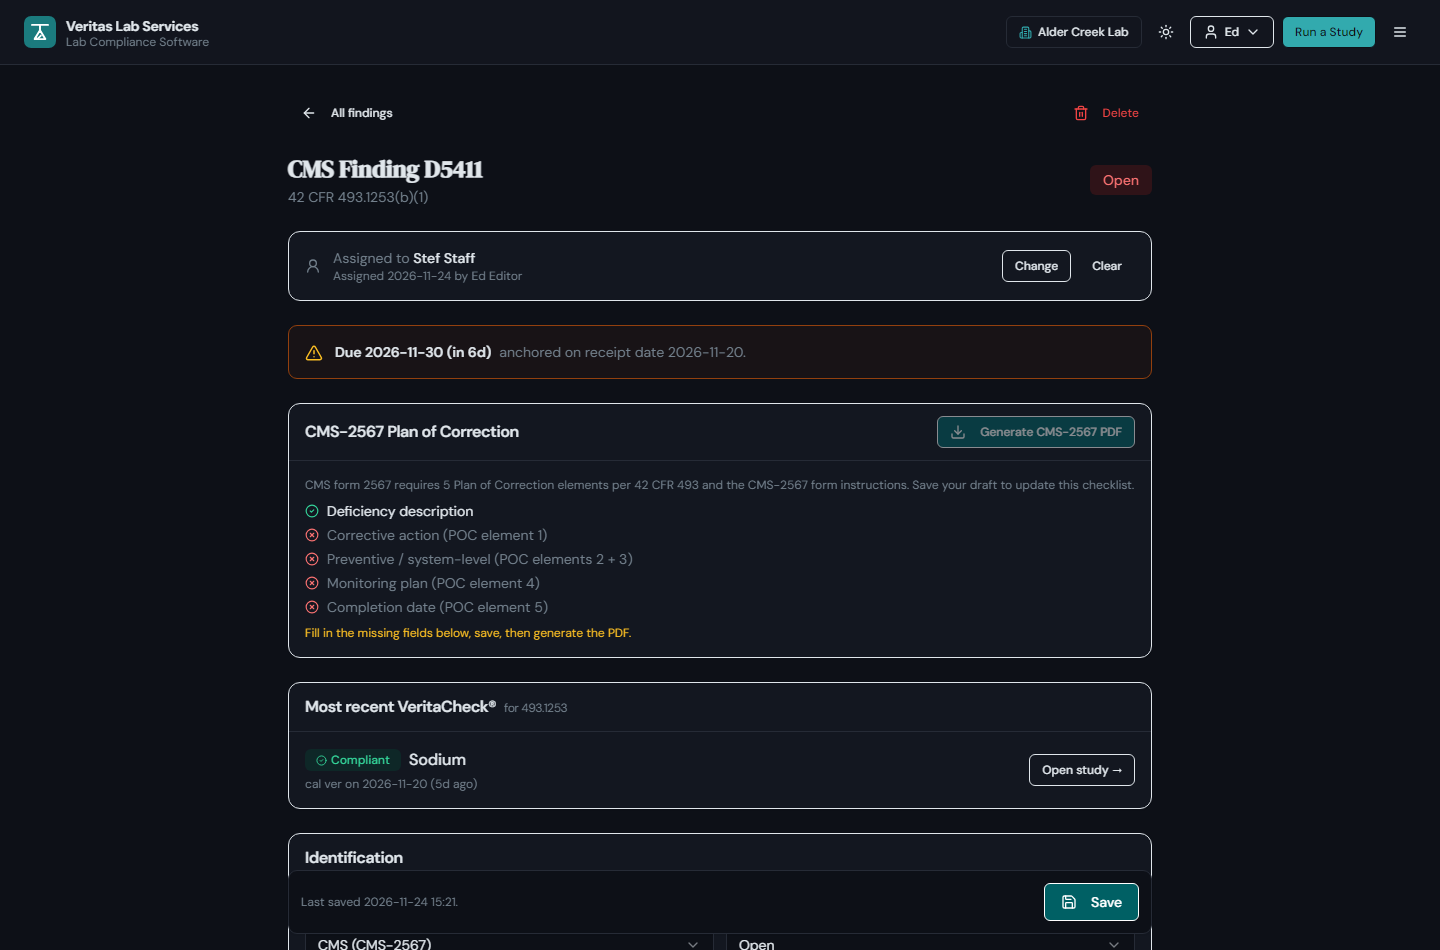 Veritas Lab Services
Lab Compliance Software
Alder Creek Lab
Ed
Run a Study
All findings
Delete
CMS Finding D5411
42 CFR 493.1253(b)(1)
Open
Assigned to Stef Staff
Assigned 2026-11-24 by Ed Editor
Change
Clear
Due 2026-11-30 (in 6d) anchored on receipt date 2026-11-20.
CMS-2567 Plan of Correction
Generate CMS-2567 PDF
CMS form 2567 requires 5 Plan of Correction elements per 42 CFR 493 and the CMS-2567 form instructions. Save your draft to update this checklist.
Deficiency description
Corrective action (POC element 1)
Preventive / system-level (POC elements 2 + 3)
Monitoring plan (POC element 4)
Completion date (POC element 5)
Fill in the missing fields below, save, then generate the PDF.
Most recent VeritaCheck® for 493.1253
Compliant Sodium
cal ver on 2026-11-20 (5d ago)
Open study →
Identification
Last saved 2026-11-24 15:21.
Save
CMS (CMS-2567)
Open